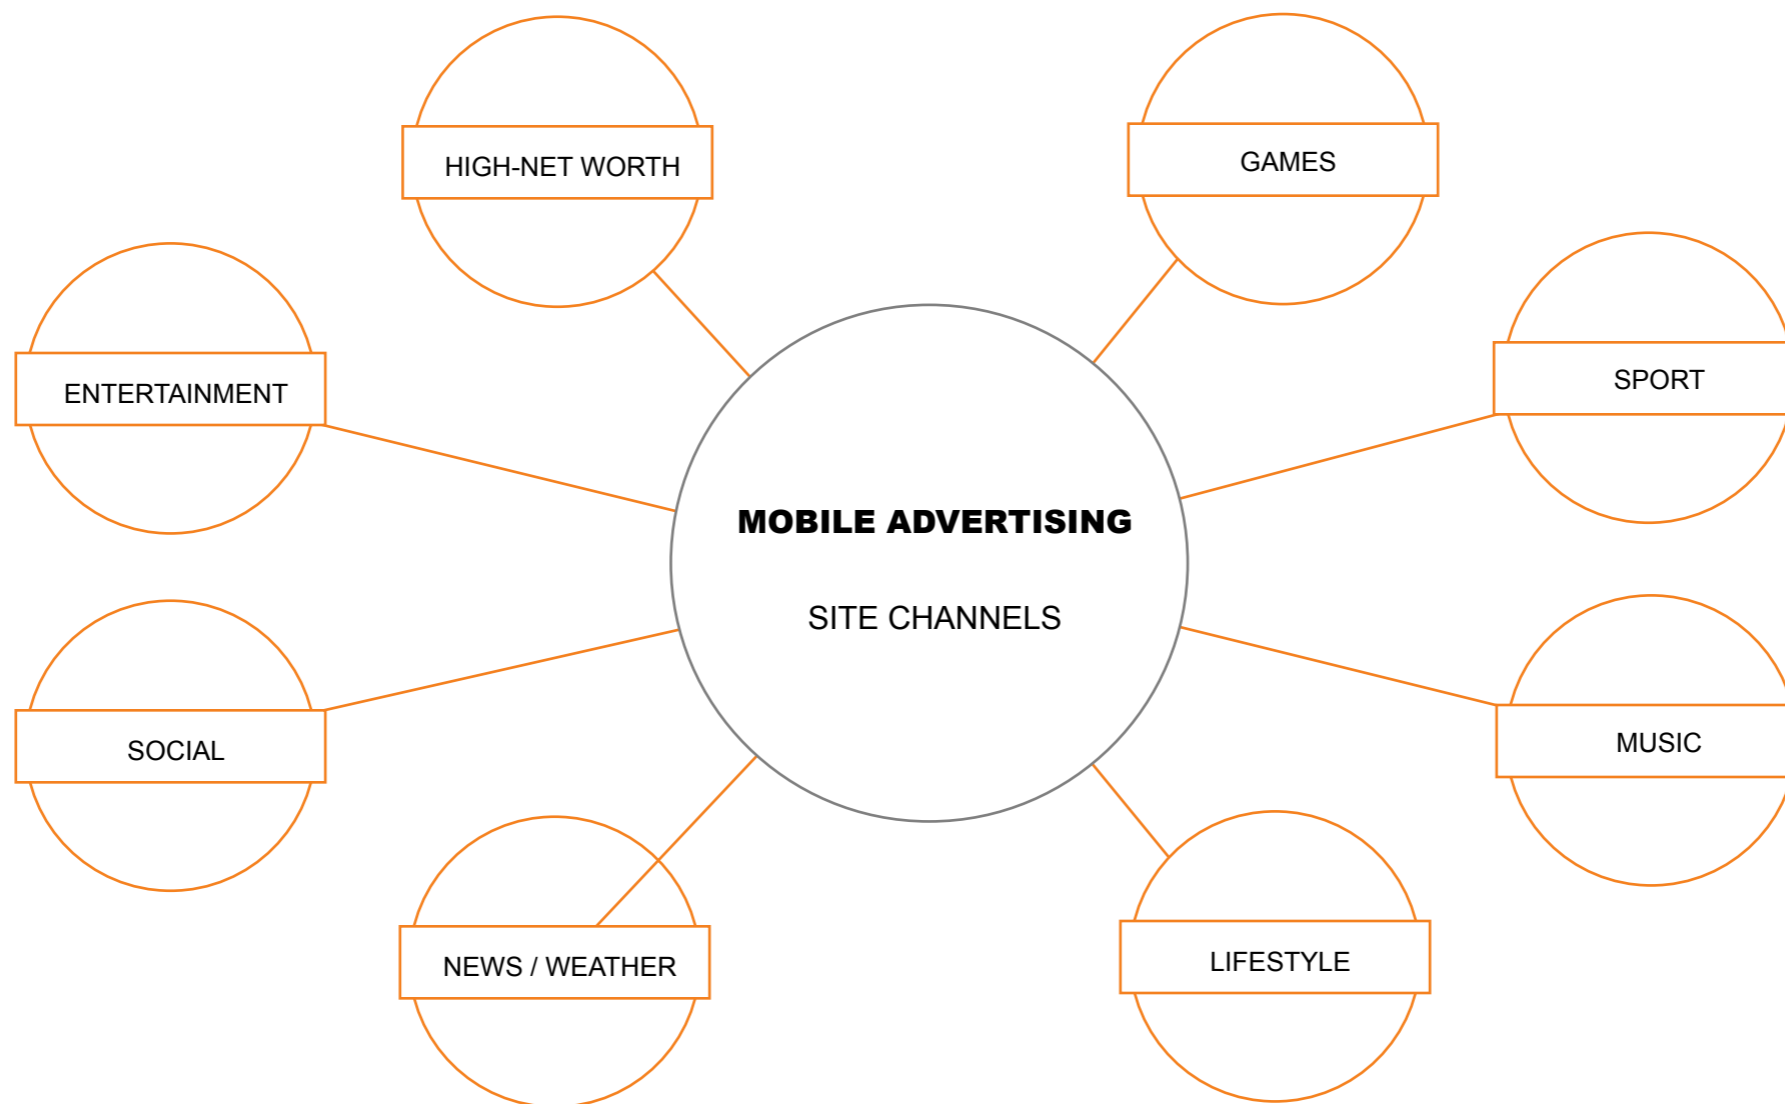 HIGH-NET WORTH
GAMES
ENTERTAINMENT
SPORT
MOBILE ADVERTISING
SITE CHANNELS
SOCIAL
MUSIC
NEWS / WEATHER
LIFESTYLE